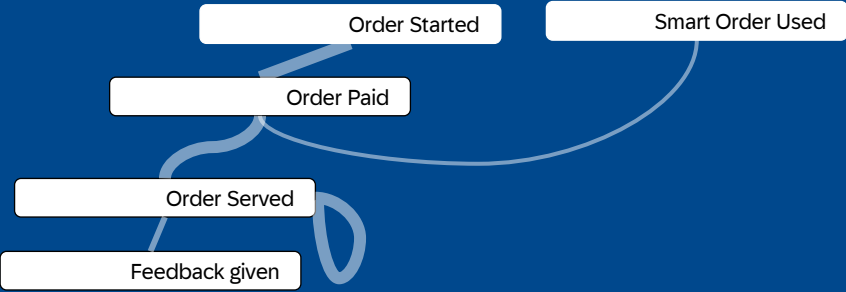 Order Started
Smart Order Used
Order Paid
Order Served
Feedback given